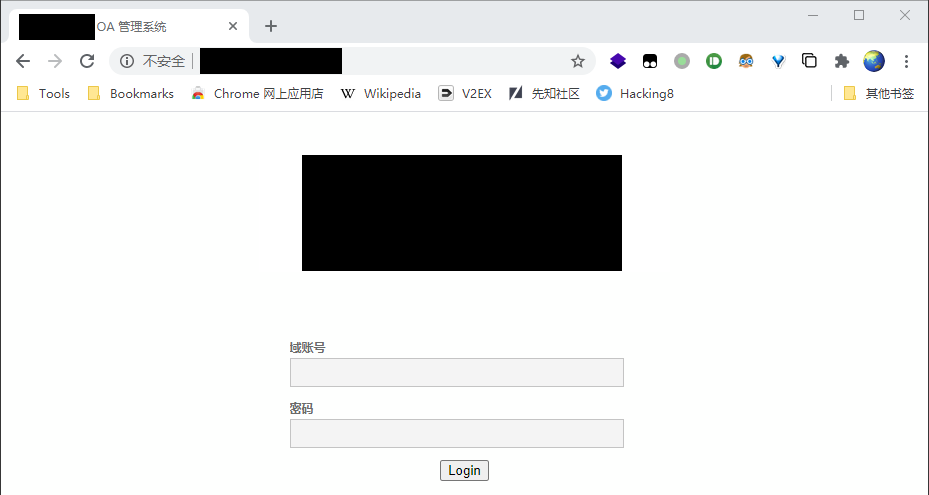 OA 管理系统
不安全
Tools Bookmarks Chrome 网上应用店 Wikipedia V2EX 先知社区 Hacking8 其他书签
域账号
密码
Login